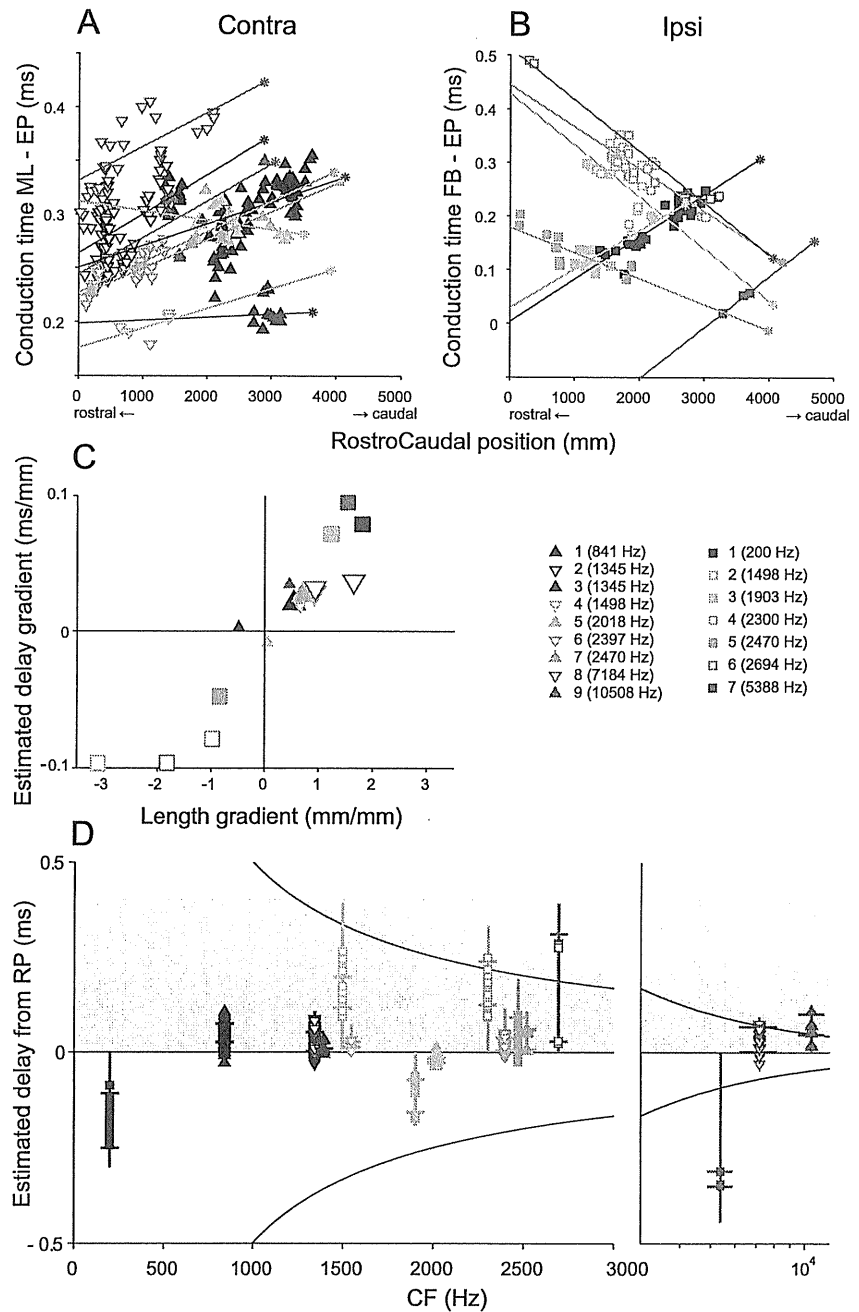 A
Contra
B
Ipsi
Conduction time ML - EP (ms)
0.4
0.3
0.2
0 1000 2000 3000 4000 5000
rostral ←
→ caudal
Conduction time FB - EP (ms)
0.5
0.4
0.3
0.2
0.1
0
0 1000 2000 3000 4000 5000
rostral ←
→ caudal
RostroCaudal position (mm)
C
Estimated delay gradient (ms/mm)
0.1
0
-0.1
-3 -2 -1 0 1 2 3
Length gradient (mm/mm)
1 (841 Hz)
2 (1345 Hz)
3 (1345 Hz)
4 (1498 Hz)
5 (2018 Hz)
6 (2397 Hz)
7 (2470 Hz)
8 (7184 Hz)
9 (10508 Hz)
1 (200 Hz)
2 (1498 Hz)
3 (1903 Hz)
4 (2300 Hz)
5 (2470 Hz)
6 (2694 Hz)
7 (5388 Hz)
D
Estimated delay from RP (ms)
0.5
0
-0.5
0 500 1000 1500 2000 2500 3000 10⁴
CF (Hz)